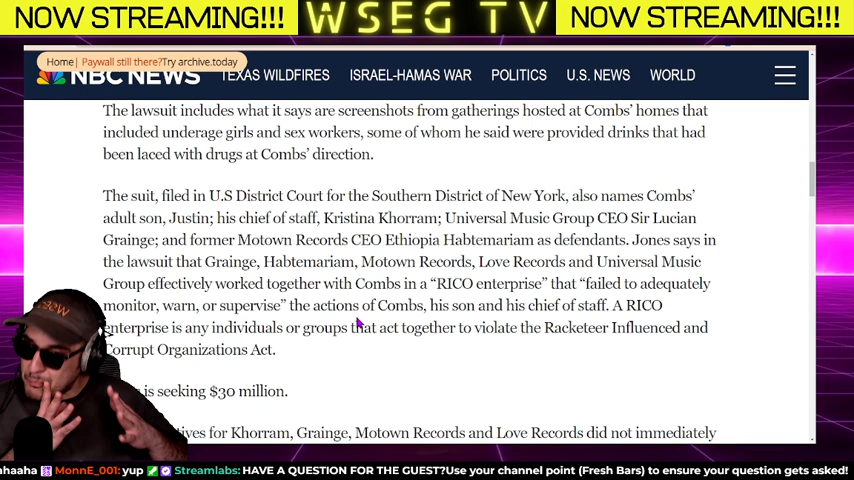 NOW STREAMING!!!
WSEG TV
NOW STREAMING!!!
Home| Paywall still there?Try archive.today
NBC NEWS
TEXAS WILDFIRES
ISRAEL-HAMAS WAR
POLITICS
U.S. NEWS
WORLD
The lawsuit includes what it says are screenshots from gatherings hosted at Combs' homes that
included underage girls and sex workers, some of whom he said were provided drinks that had
been laced with drugs at Combs' direction.
The suit, filed in U.S District Court for the Southern District of New York, also names Combs'
adult son, Justin; his chief of staff, Kristina Khorram; Universal Music Group CEO Sir Lucian
Grainge; and former Motown Records CEO Ethiopia Habtemariam as defendants. Jones says in
the lawsuit that Grainge, Habtemariam, Motown Records, Love Records and Universal Music
Group effectively worked together with Combs in a "RICO enterprise" that "failed to adequately
monitor, warn, or supervise" the actions of Combs, his son and his chief of staff. A RICO
enterprise is any individuals or groups that act together to violate the Racketeer Influenced and
Corrupt Organizations Act.
is seeking $30 million.
for Khorram, Grainge, Motown Records and Love Records did not immediately
MonnE_001: yup
Streamlabs: HAVE A QUESTION FOR THE GUEST?Use your channel point (Fresh Bars) to ensure your question gets asked!